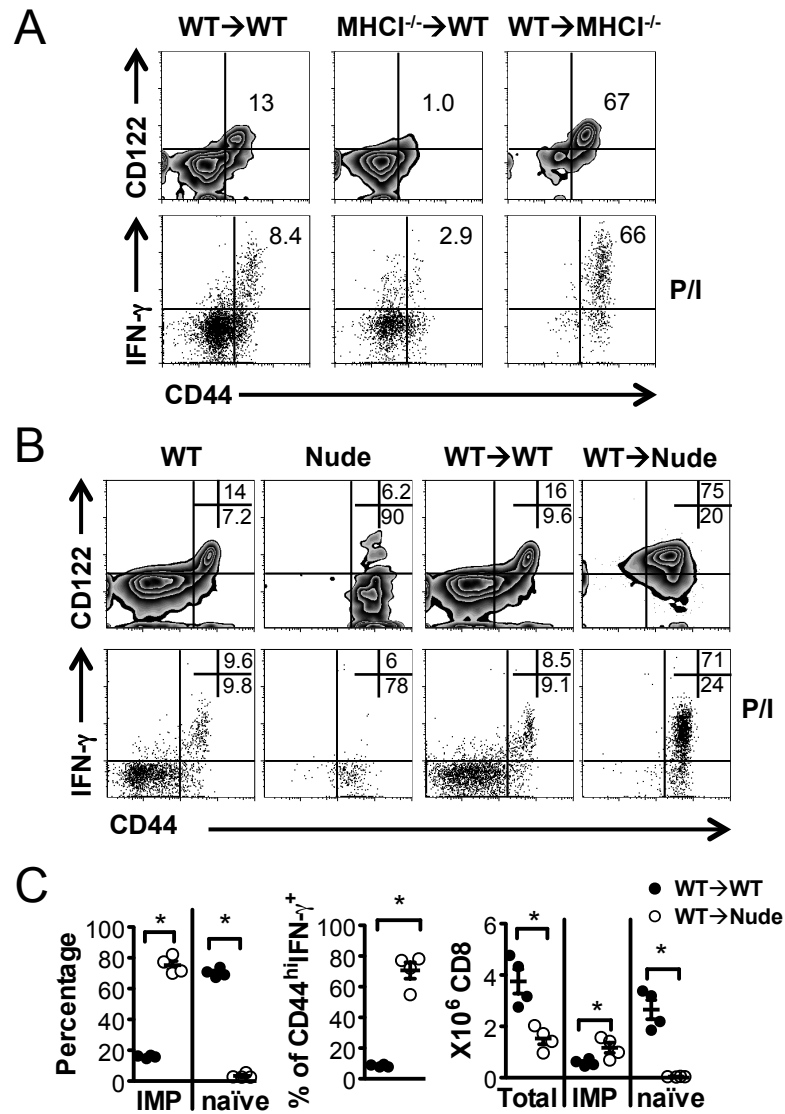 A
WT→WT MHCI-/-→WT WT→MHCI-/-
CD122
13 1.0 67
IFN-γ
8.4 2.9 66
P/I
CD44
B
WT Nude WT→WT WT→Nude
CD122
14 6.2 16 75
7.2 90 9.6 20
IFN-γ
9.6 6 8.5 71
9.8 78 9.1 24
P/I
CD44
C
● WT→WT
○ WT→Nude
Percentage
100
80
60
40
20
0
* *
IMP naïve
% of CD44hiIFN-γ+
100
80
60
40
20
0
*
X106 CD8
6
4
2
0
* * *
Total IMP naïve